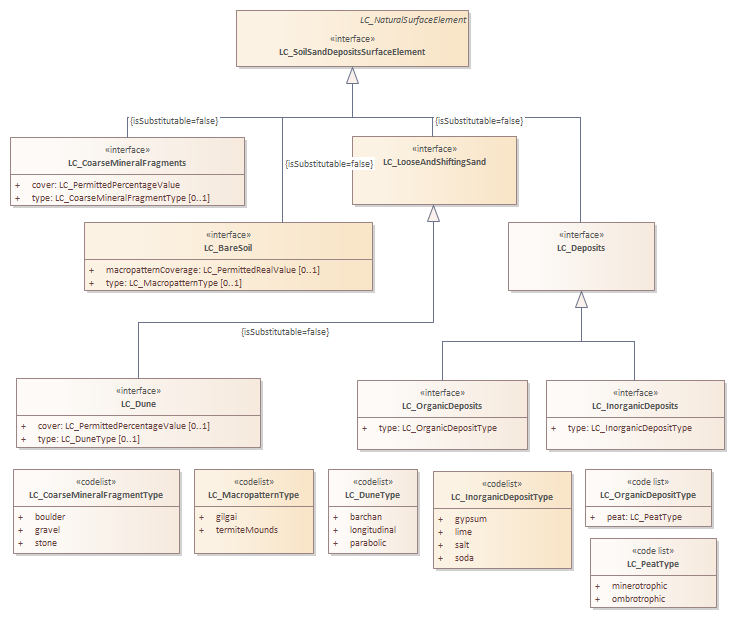 LC_NaturalSurfaceElement
«interface»
LC_SoilSandDepositsSurfaceElement
{isSubstitutable=false}
{isSubstitutable=false}
«interface»
LC_CoarseMineralFragments
+ cover: LC_PermittedPercentageValue
+ type: LC_CoarseMineralFragmentType [0..1]
{isSubstitutable=false}
«interface»
LC_LooseAndShiftingSand
«interface»
LC_BareSoil
+ macropatternCoverage: LC_PermittedRealValue [0..1]
+ type: LC_MacropatternType [0..1]
«interface»
LC_Deposits
{isSubstitutable=false}
«interface»
LC_Dune
+ cover: LC_PermittedPercentageValue [0..1]
+ type: LC_DuneType [0..1]
«interface»
LC_OrganicDeposits
+ type: LC_OrganicDepositType
«interface»
LC_InorganicDeposits
+ type: LC_InorganicDepositType
«codelist»
LC_CoarseMineralFragmentType
+ boulder
+ gravel
+ stone
«codelist»
LC_MacropatternType
+ gilgai
+ termiteMounds
«codelist»
LC_DuneType
+ barchan
+ longitudinal
+ parabolic
«codelist»
LC_InorganicDepositType
+ gypsum
+ lime
+ salt
+ soda
«code list»
LC_OrganicDepositType
+ peat: LC_PeatType
«code list»
LC_PeatType
+ minerotrophic
+ ombrotrophic